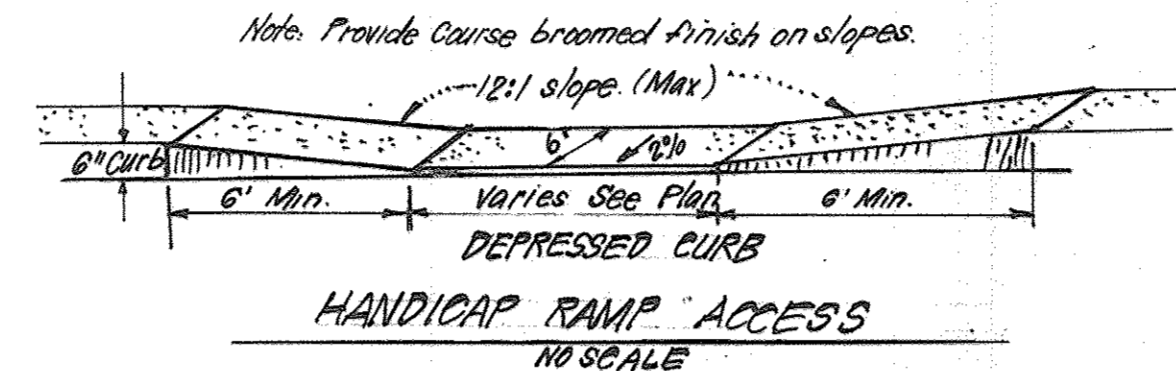 Note: Provide Course broomed finish on slopes.
12:1 slope. (Max)
6' 2%
6" Curb
6' Min. Varies See Plan 6' Min.
DEPRESSED CURB
HANDICAP RAMP ACCESS
NO SCALE